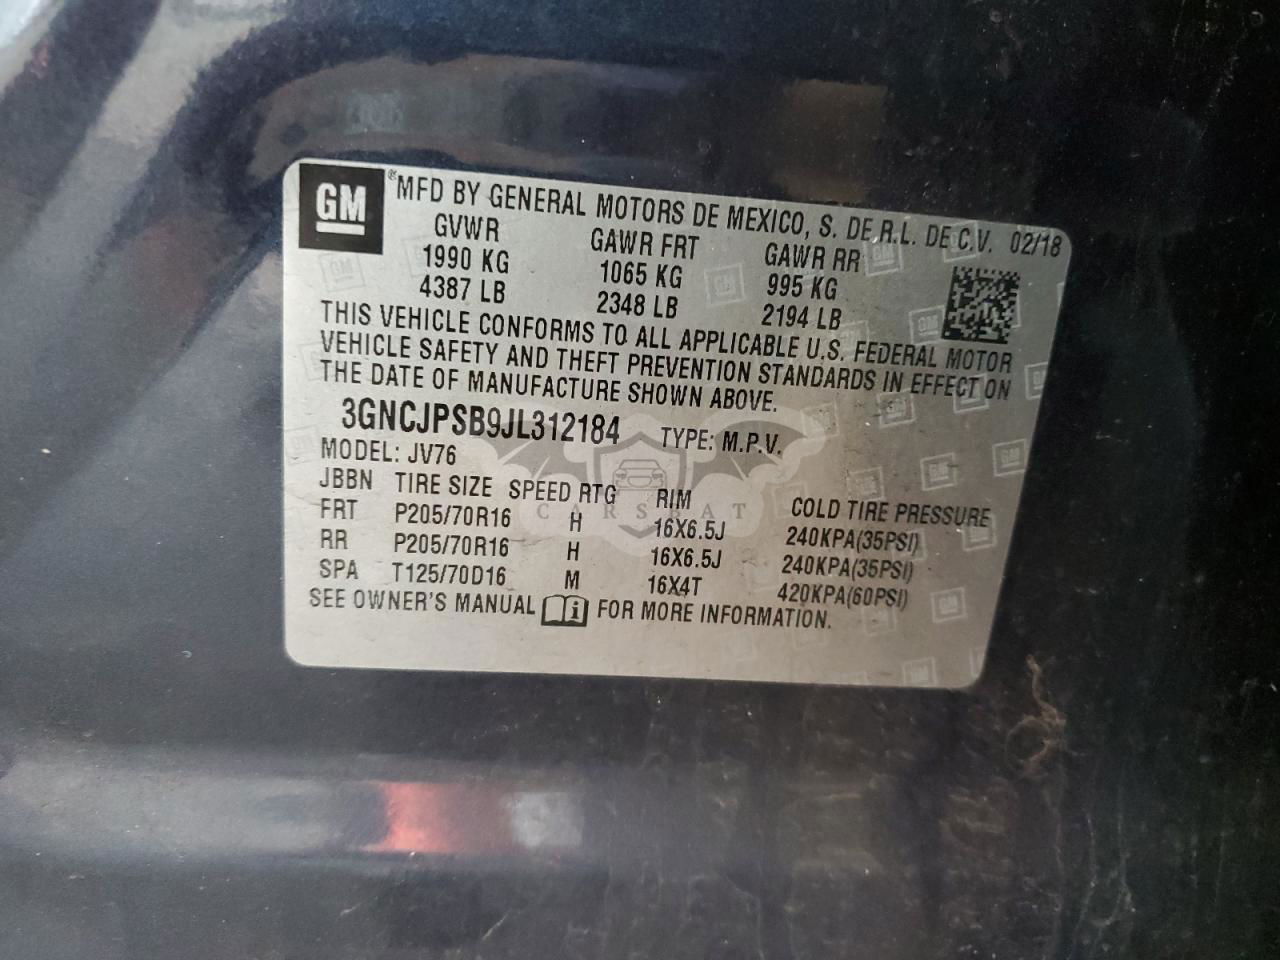 GM
®MFD BY GENERAL MOTORS DE MEXICO, S. DE R.L. DE C.V. 02/18
GVWR GAWR FRT GAWR RR
1990 KG 1065 KG 995 KG
4387 LB 2348 LB 2194 LB
THIS VEHICLE CONFORMS TO ALL APPLICABLE U.S. FEDERAL MOTOR
VEHICLE SAFETY AND THEFT PREVENTION STANDARDS IN EFFECT ON
THE DATE OF MANUFACTURE SHOWN ABOVE.
3GNCJPSB9JL312184 TYPE: M.P.V.
MODEL: JV76
JBBN TIRE SIZE SPEED RTG RIM COLD TIRE PRESSURE
FRT P205/70R16 H 16X6.5J 240KPA(35PSI)
RR P205/70R16 H 16X6.5J 240KPA(35PSI)
SPA T125/70D16 M 16X4T 420KPA(60PSI)
SEE OWNER'S MANUAL FOR MORE INFORMATION.
CARSBAT